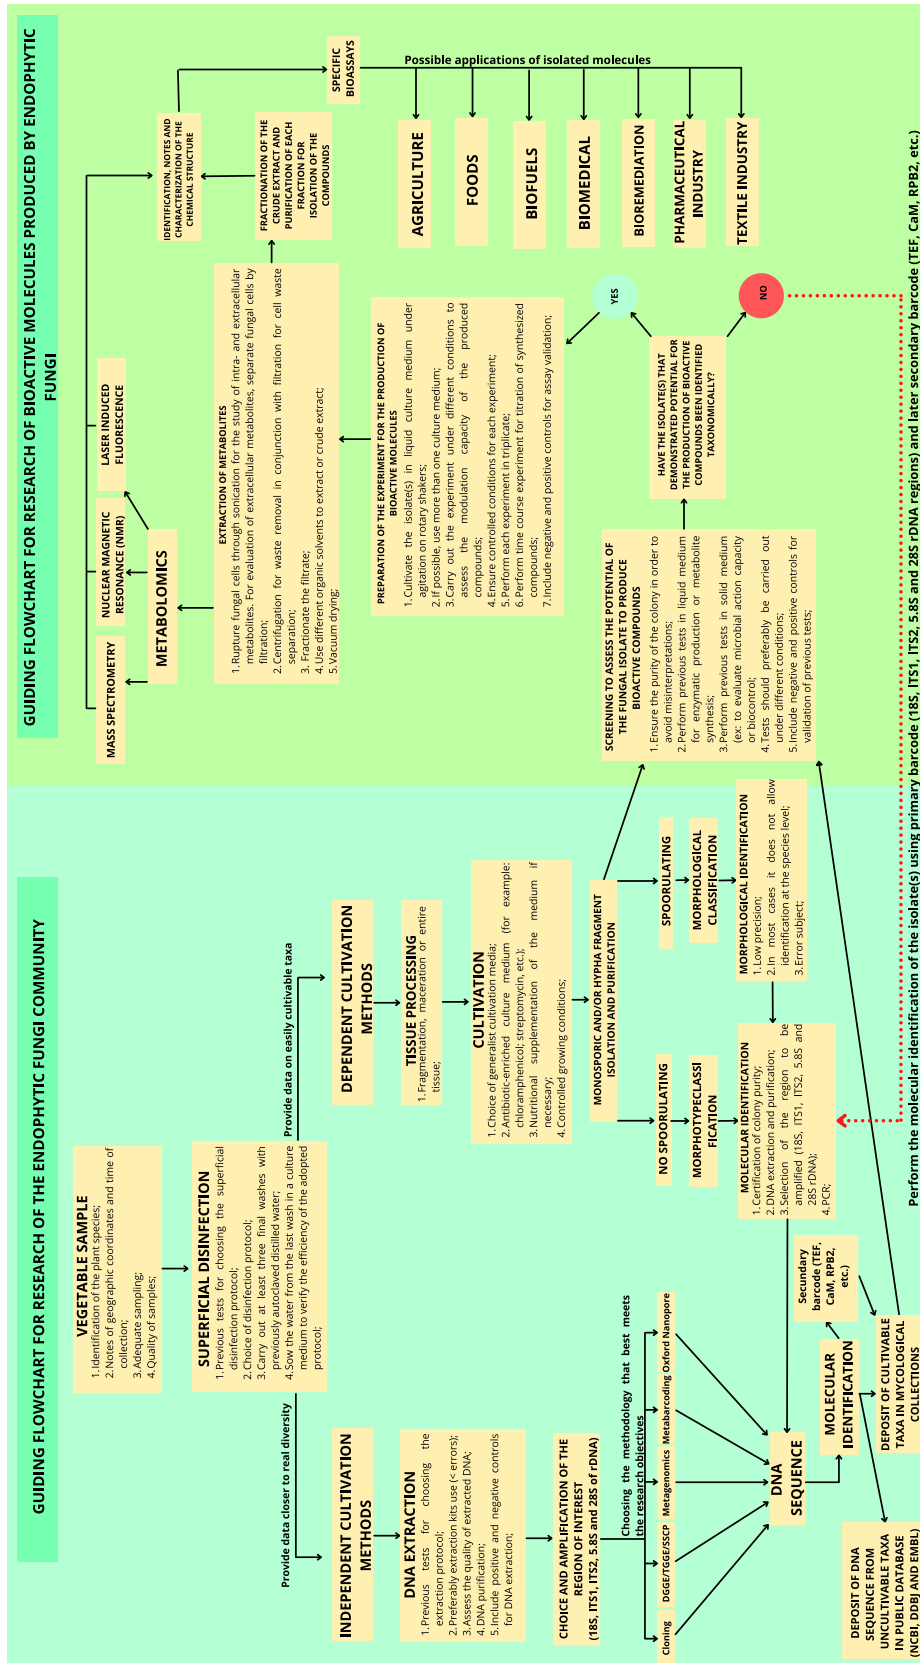 GUIDING FLOWCHART FOR RESEARCH OF THE ENDOPHYTIC FUNGI COMMUNITY
VEGETABLE SAMPLE
1. Identification of the plant species;
2. Notes of geographic coordinates and time of
collection;
3. Adequate sampling;
4. Quality of samples;
SUPERFICIAL DISINFECTION
1. Previous tests for choosing the superficial
disinfection protocol;
2. Choice of disinfection protocol;
3. Carry out at least three final washes with
previously autoclaved distilled water;
4. Sow the water from the last wash in a culture
medium to verify the efficiency of the adopted
protocol;
Provide data closer to real diversity
Provide data on easily cultivable taxa
INDEPENDENT CULTIVATION
METHODS
DNA EXTRACTION
1. Previous tests for choosing the
extraction protocol;
2. Preferably extraction kits use (< errors);
3. Assess the quality of extracted DNA;
4. DNA purification;
5. Include positive and negative controls
for DNA extraction;
CHOICE AND AMPLIFICATION OF THE
REGION OF INTEREST
(18S, ITS1, ITS2, 5.8S and 28S of rDNA)
Choosing the methodology that best meets
the research objectives
Cloning
DGGE/TGGE/SSCP
Metagenomics
Metabarcoding
Oxford Nanopore
DNA
SEQUENCE
MOLECULAR
IDENTIFICATION
Secondary
barcode (TEF,
CaM, RPB2,
etc.)
DEPOSIT OF DNA
SEQUENCE FROM
UNCULTIVABLE TAXA
IN PUBLIC DATABASE
(NCBI, DDBJ AND EMBL)
DEPOSIT OF CULTIVABLE
TAXA IN MYCOLOGICAL
COLLECTIONS
DEPENDENT CULTIVATION
METHODS
TISSUE PROCESSING
1. Fragmentation, maceration or entire
tissue;
CULTIVATION
1. Choice of generalist cultivation media;
2. Antibiotic-enriched culture medium (for example:
chloramphenicol; streptomycin, etc.);
3. Nutritional supplementation of the medium if
necessary;
4. Controlled growing conditions;
MONOSPORIC AND/OR HYPHA FRAGMENT
ISOLATION AND PURIFICATION
NO SPOORULATING
MORPHOTYPECLASSI
FICATION
SPOORULATING
MORPHOLOGICAL
CLASSIFICATION
MOLECULAR IDENTIFICATION
1. Certification of colony purity;
2. DNA extraction and purification;
3. Selection of the region to be
amplified (18S, ITS1, ITS2, 5.8S and
28S rDNA);
4. PCR;
MORPHOLOGICAL IDENTIFICATION
1. Low precision;
2. In most cases it does not allow
identification at the species level;
3. Error subject;
GUIDING FLOWCHART FOR RESEARCH OF BIOACTIVE MOLECULES PRODUCED BY ENDOPHYTIC
FUNGI
MASS SPECTROMETRY
NUCLEAR MAGNETIC
RESONANCE (NMR)
LASER INDUCED
FLUORESCENCE
METABOLOMICS
IDENTIFICATION, NOTES AND
CHARACTERIZATION OF THE
CHEMICAL STRUCTURE
SPECIFIC
BIOASSAYS
EXTRACTION OF METABOLITES
1. Rupture fungal cells through sonication for the study of intra- and extracellular
metabolites. For evaluation of extracellular metabolites, separate fungal cells by
filtration;
2. Centrifugation for waste removal in conjunction with filtration for cell waste
separation;
3. Fractionate the filtrate;
4. Use different organic solvents to extract or crude extract;
5. Vacuum drying;
FRACTIONATION OF THE
CRUDE EXTRACT AND
PURIFICATION OF EACH
FRACTION FOR
ISOLATION OF THE
COMPOUNDS
PREPARATION OF THE EXPERIMENT FOR THE PRODUCTION OF
BIOACTIVE MOLECULES
1. Cultivate the isolate(s) in liquid culture medium under
agitation on rotary shakers;
2. If possible, use more than one culture medium;
3. Carry out the experiment under different conditions to
assess the modulation capacity of the produced
compounds;
4. Ensure controlled conditions for each experiment;
5. Perform each experiment in triplicate;
6. Perform time course experiment for titration of synthesized
compounds;
7. Include negative and positive controls for assay validation;
Possible applications of isolated molecules
AGRICULTURE
FOODS
BIOFUELS
BIOMEDICAL
BIOREMEDIATION
PHARMACEUTICAL
INDUSTRY
TEXTILE INDUSTRY
SCREENING TO ASSESS THE POTENTIAL OF
THE FUNGAL ISOLATE TO PRODUCE
BIOACTIVE COMPOUNDS
1. Ensure the purity of the colony in order to
avoid misinterpretations;
2. Perform previous tests in liquid medium
for enzymatic production or metabolite
synthesis;
3. Perform previous tests in solid medium
(ex: to evaluate microbial action capacity
or biocontrol;
4. Tests should preferably be carried out
under different conditions;
5. Include negative and positive controls for
validation of previous tests;
HAVE THE ISOLATE(S) THAT
DEMONSTRATED POTENTIAL FOR
THE PRODUCTION OF BIOACTIVE
COMPOUNDS BEEN IDENTIFIED
TAXONOMICALLY?
YES
NO
Perform the molecular identification of the isolate(s) using primary barcode (18S, ITS1, ITS2, 5.8S and 28S rDNA regions) and laser secondary barcode (TEF, CaM, RPB2, etc.)